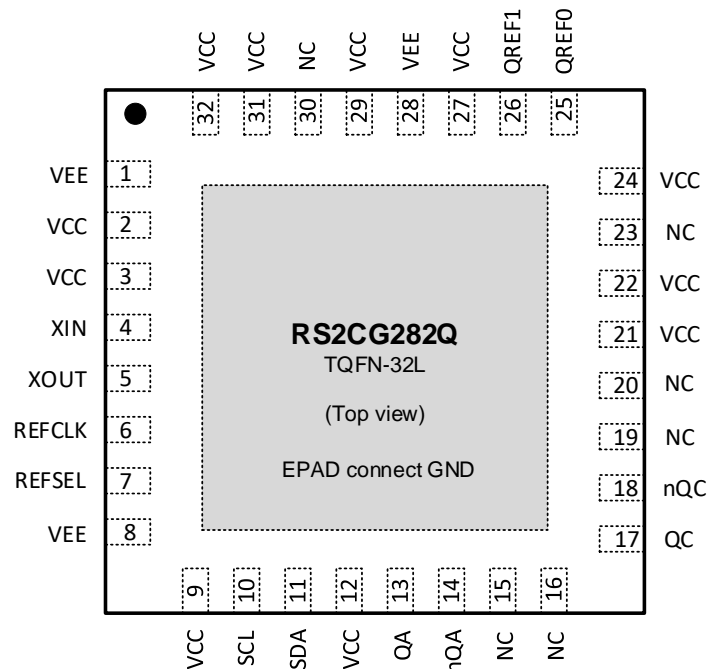 VCC VCC NC VCC VEE VCC QREF1 QREF0
32 31 30 29 28 27 26 25
VEE 1
VCC 2
VCC 3
XIN 4
XOUT 5
REFCLK 6
REFSEL 7
VEE 8
RS2CG282Q
TQFN-32L
(Top view)
EPAD connect GND
24 VCC
23 NC
22 VCC
21 VCC
20 NC
19 NC
18 nQC
17 QC
9 10 11 12 13 14 15 16
VCC SCL SDA VCC QA nQA NC NC